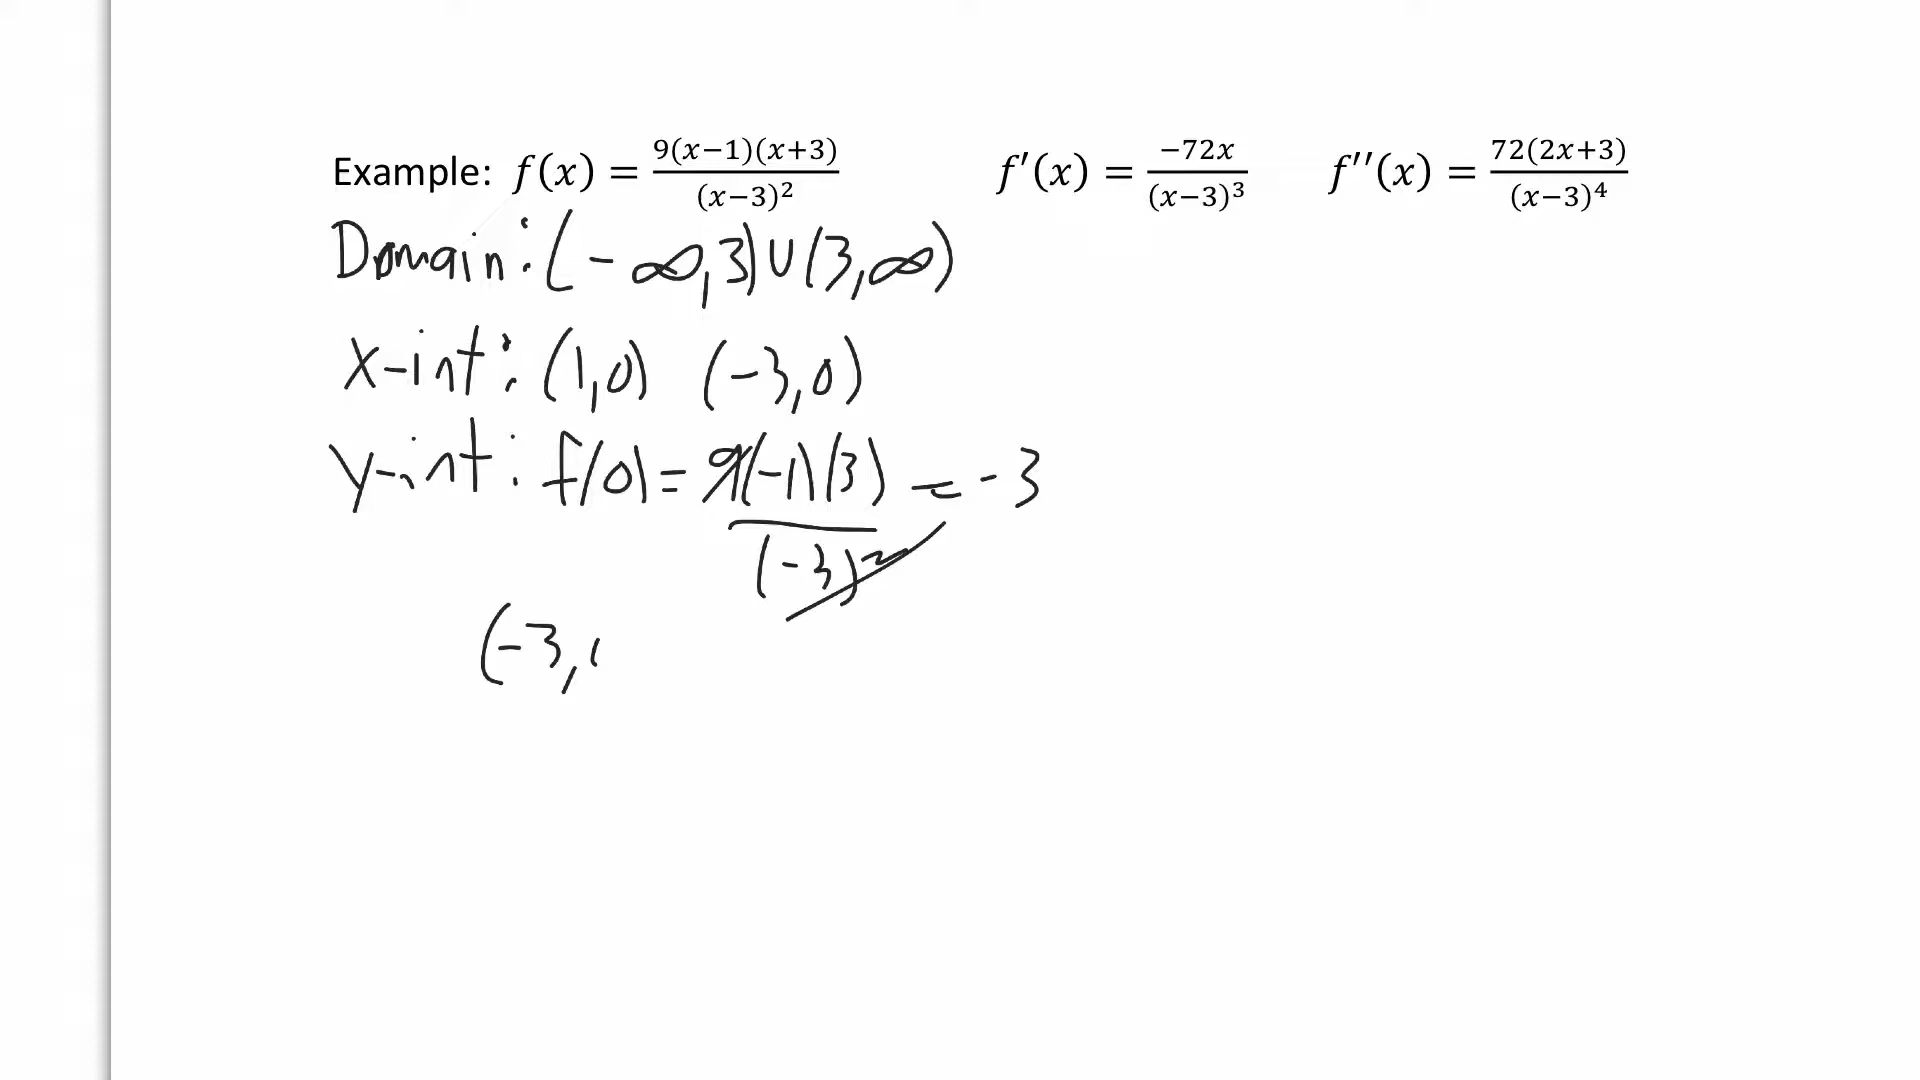 Example: f(x) = 9(x−1)(x+3)/(x−3)² f′(x) = −72x/(x−3)³ f′′(x) = 72(2x+3)/(x−3)⁴
Domain: (-∞,3)∪(3,∞)
x-int: (1,0) (-3,0)
y-int: f(0) = 9(-1)(3)/(-3)² = -3
(-3,